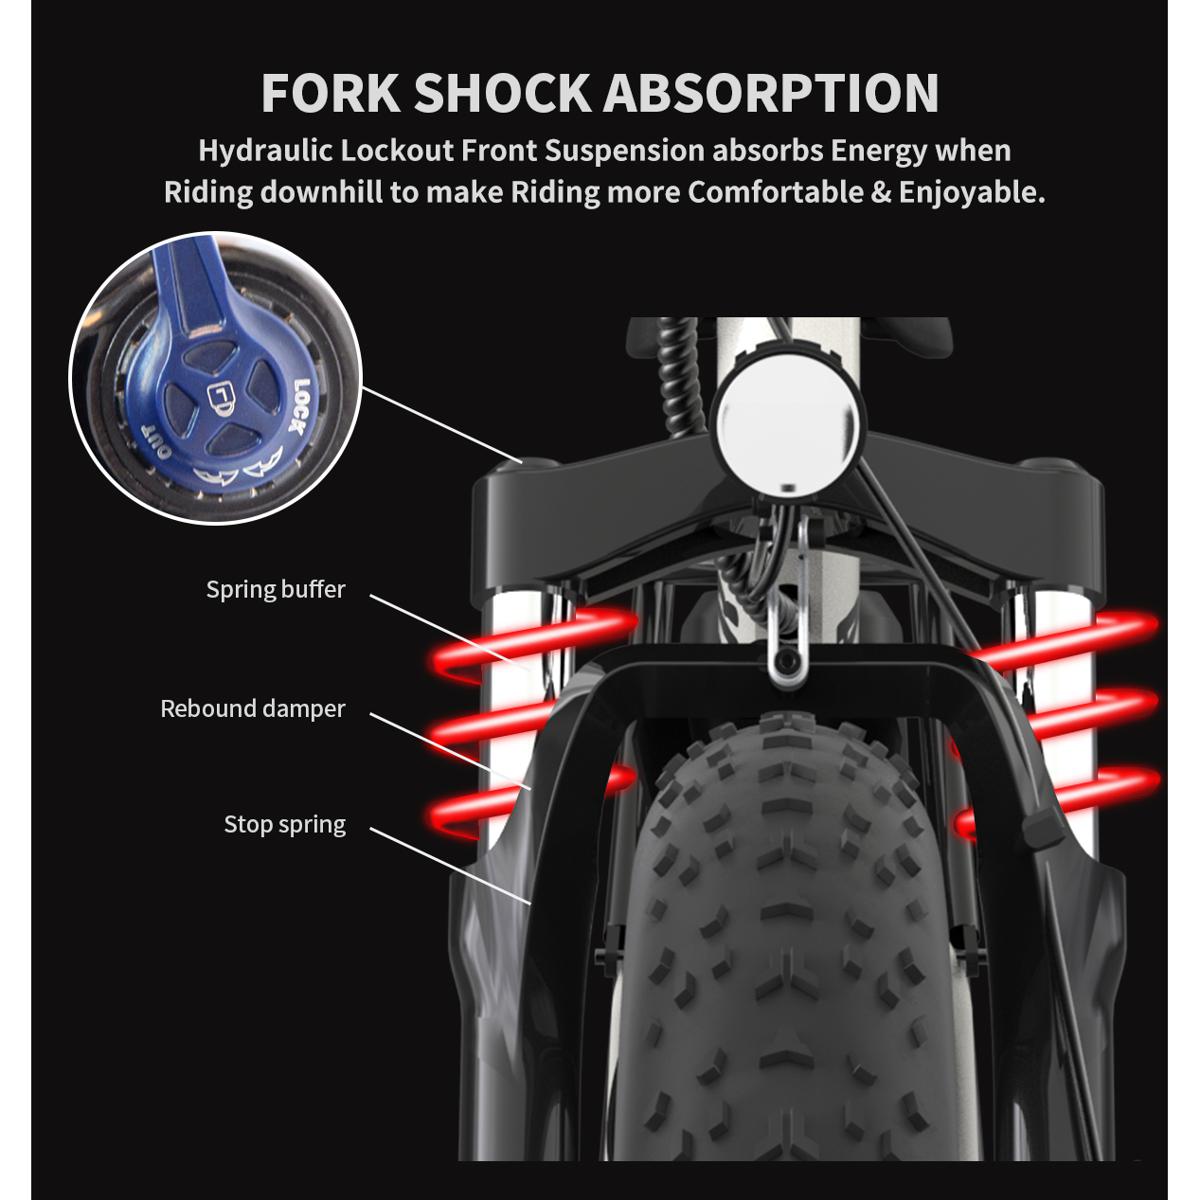 FORK SHOCK ABSORPTION
Hydraulic Lockout Front Suspension absorbs Energy when
Riding downhill to make Riding more Comfortable & Enjoyable.
LOCK
OUT
Spring buffer
Rebound damper
Stop spring